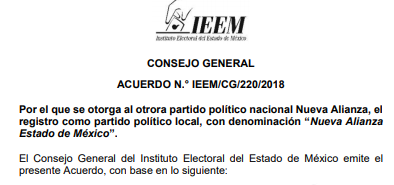 IEEM
Instituto Electoral del Estado de México
CONSEJO GENERAL
ACUERDO N.° IEEM/CG/220/2018
Por el que se otorga al otrora partido político nacional Nueva Alianza, el
registro como partido político local, con denominación “Nueva Alianza
Estado de México”.
El Consejo General del Instituto Electoral del Estado de México emite el
presente Acuerdo, con base en lo siguiente: